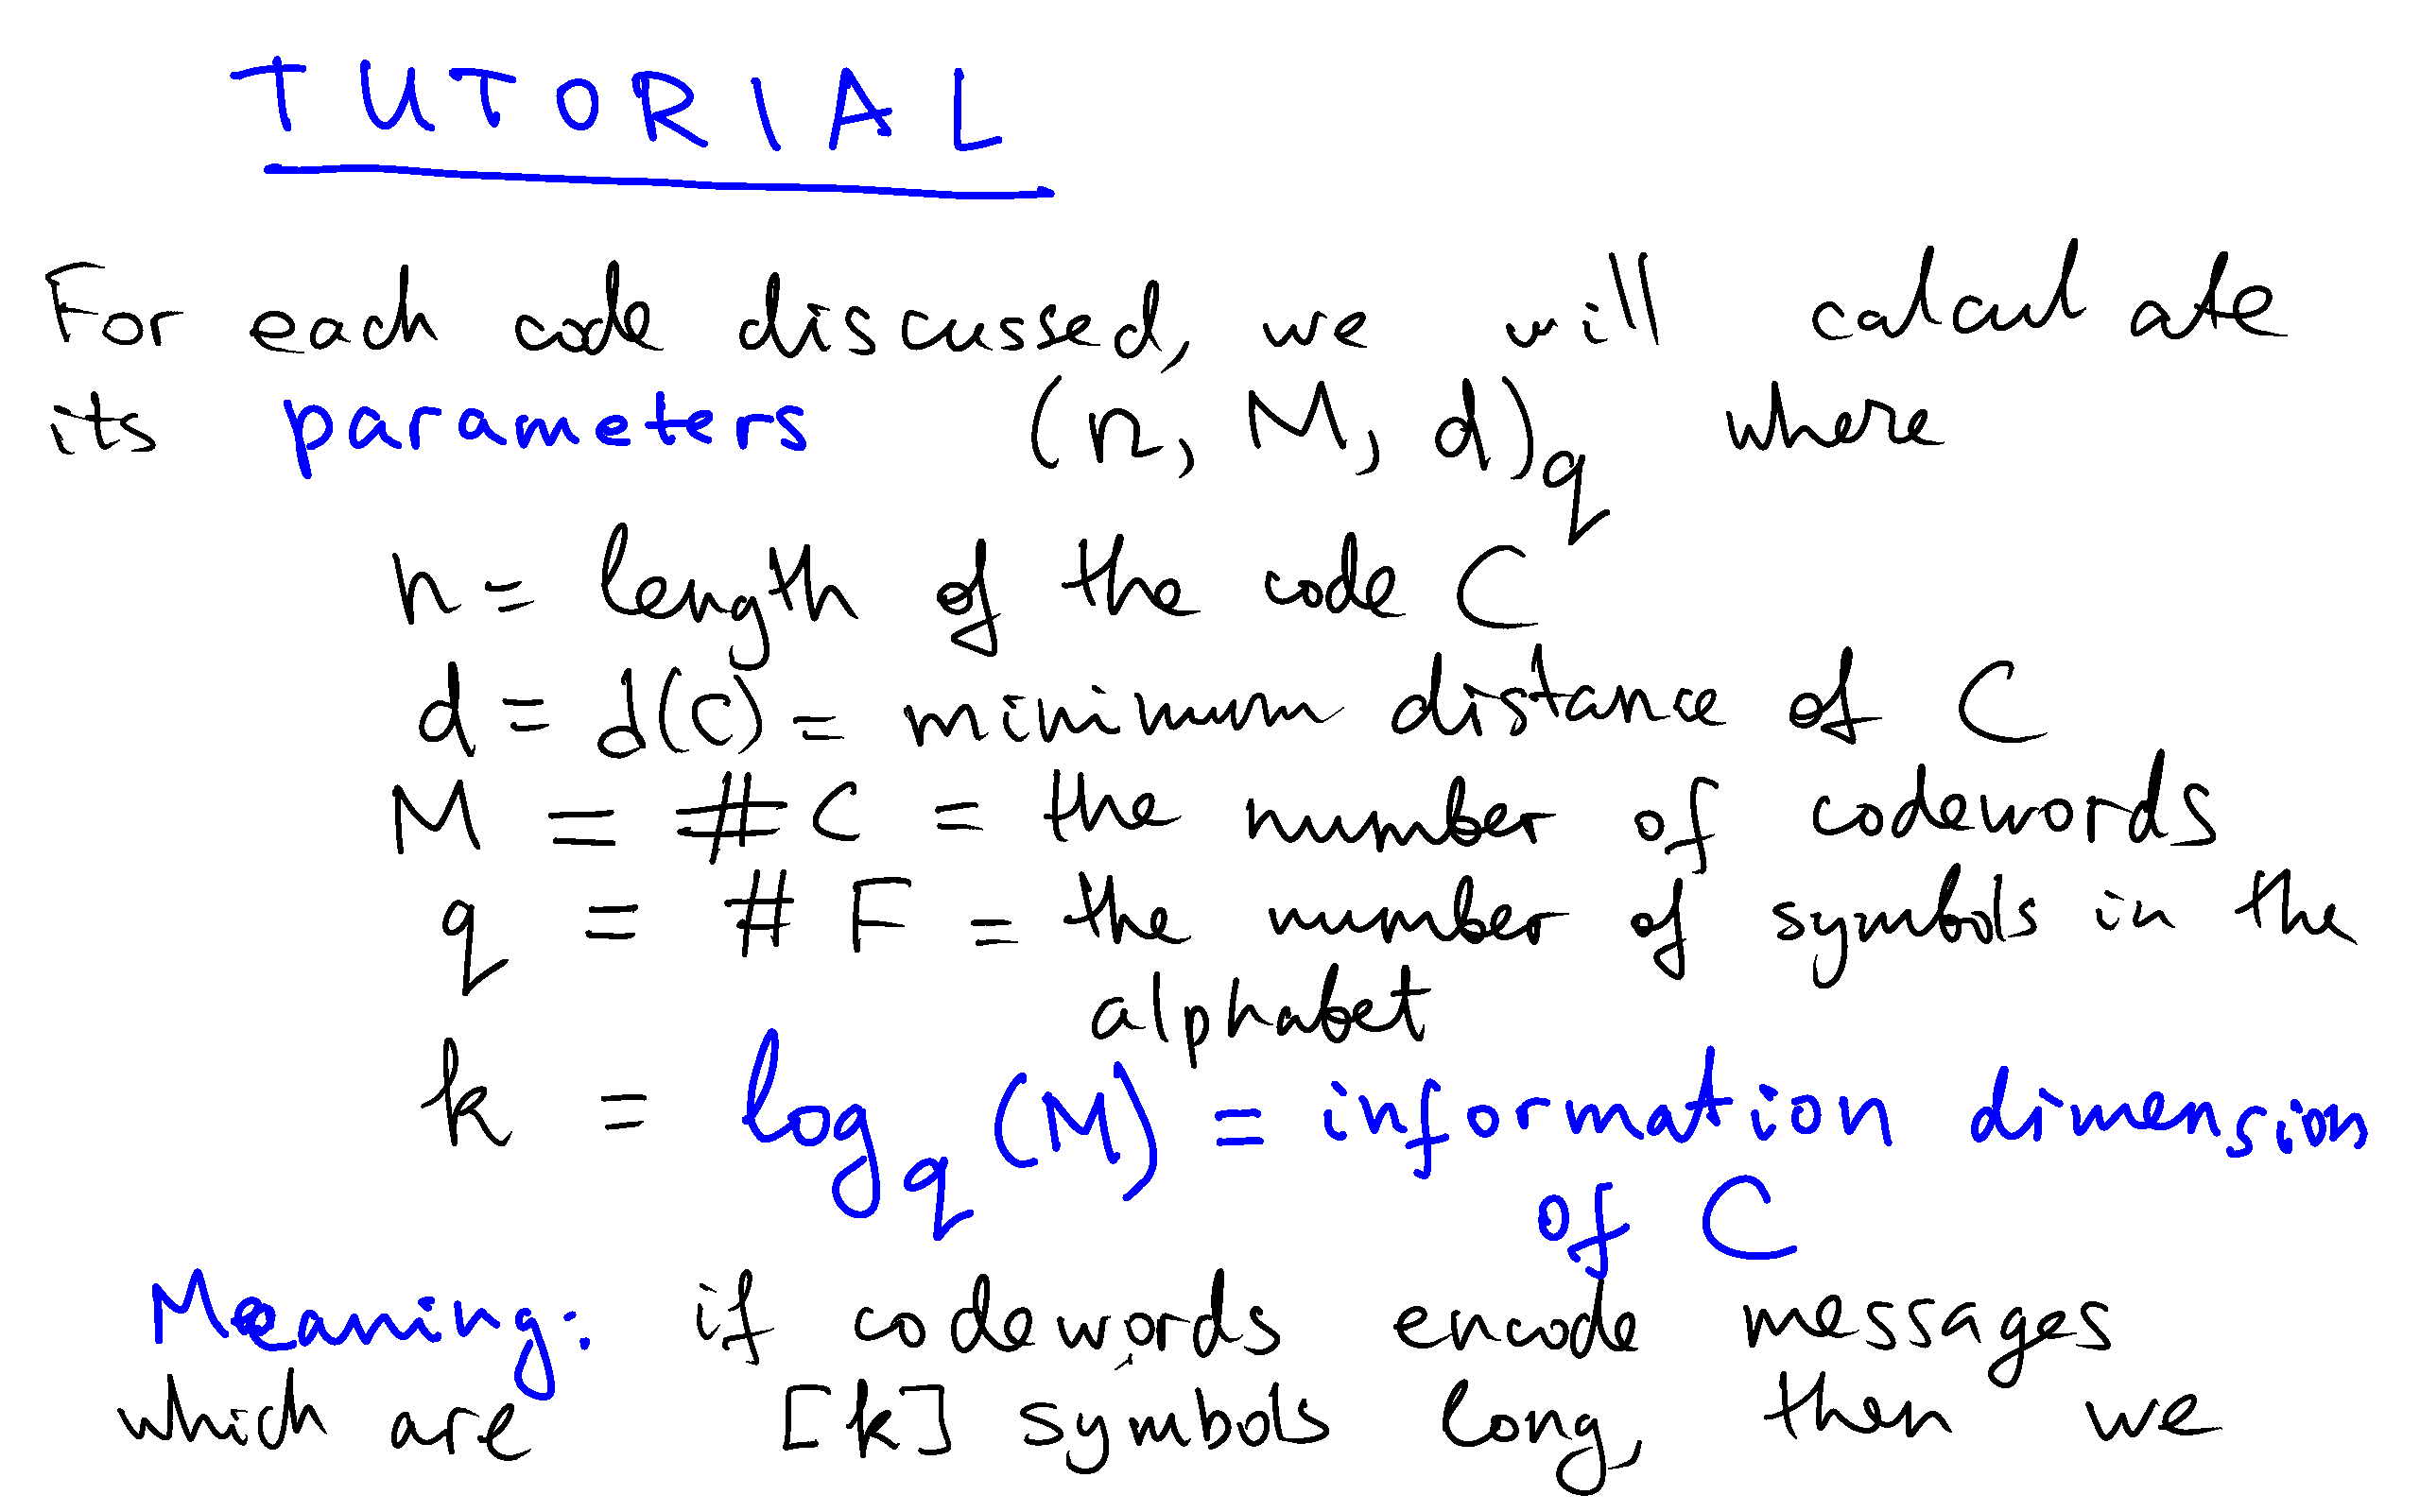 TUTORIAL
For each code discussed, we will calculate
its parameters (n, M, d)q where
n = length of the code C
d = d(C) = minimum distance of C
M = #C = the number of codewords
q = #F = the number of symbols in the
alphabet
k = logq (M) = information dimension
of C
Meaning: if codewords encode messages
which are [k] symbols long, then we